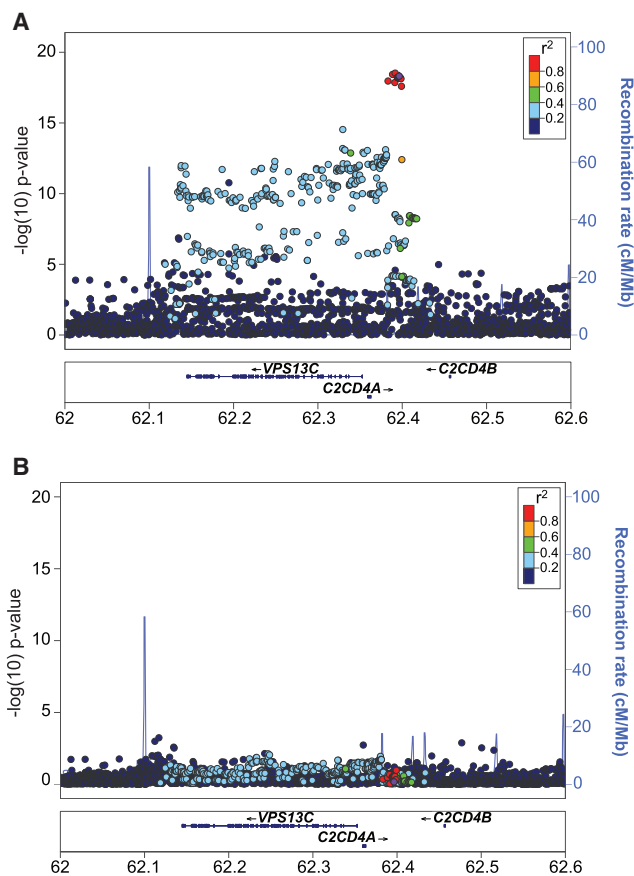 A
20
15
10
5
0
-log(10) p-value
r2
0.8
0.6
0.4
0.2
100
80
60
40
20
0
Recombination rate (cM/Mb)
←VPS13C
←C2CD4B
C2CD4A→
62 62.1 62.2 62.3 62.4 62.5 62.6
B
20
15
10
5
0
-log(10) p-value
r2
0.8
0.6
0.4
0.2
100
80
60
40
20
0
Recombination rate (cM/Mb)
←VPS13C
←C2CD4B
C2CD4A→
62 62.1 62.2 62.3 62.4 62.5 62.6